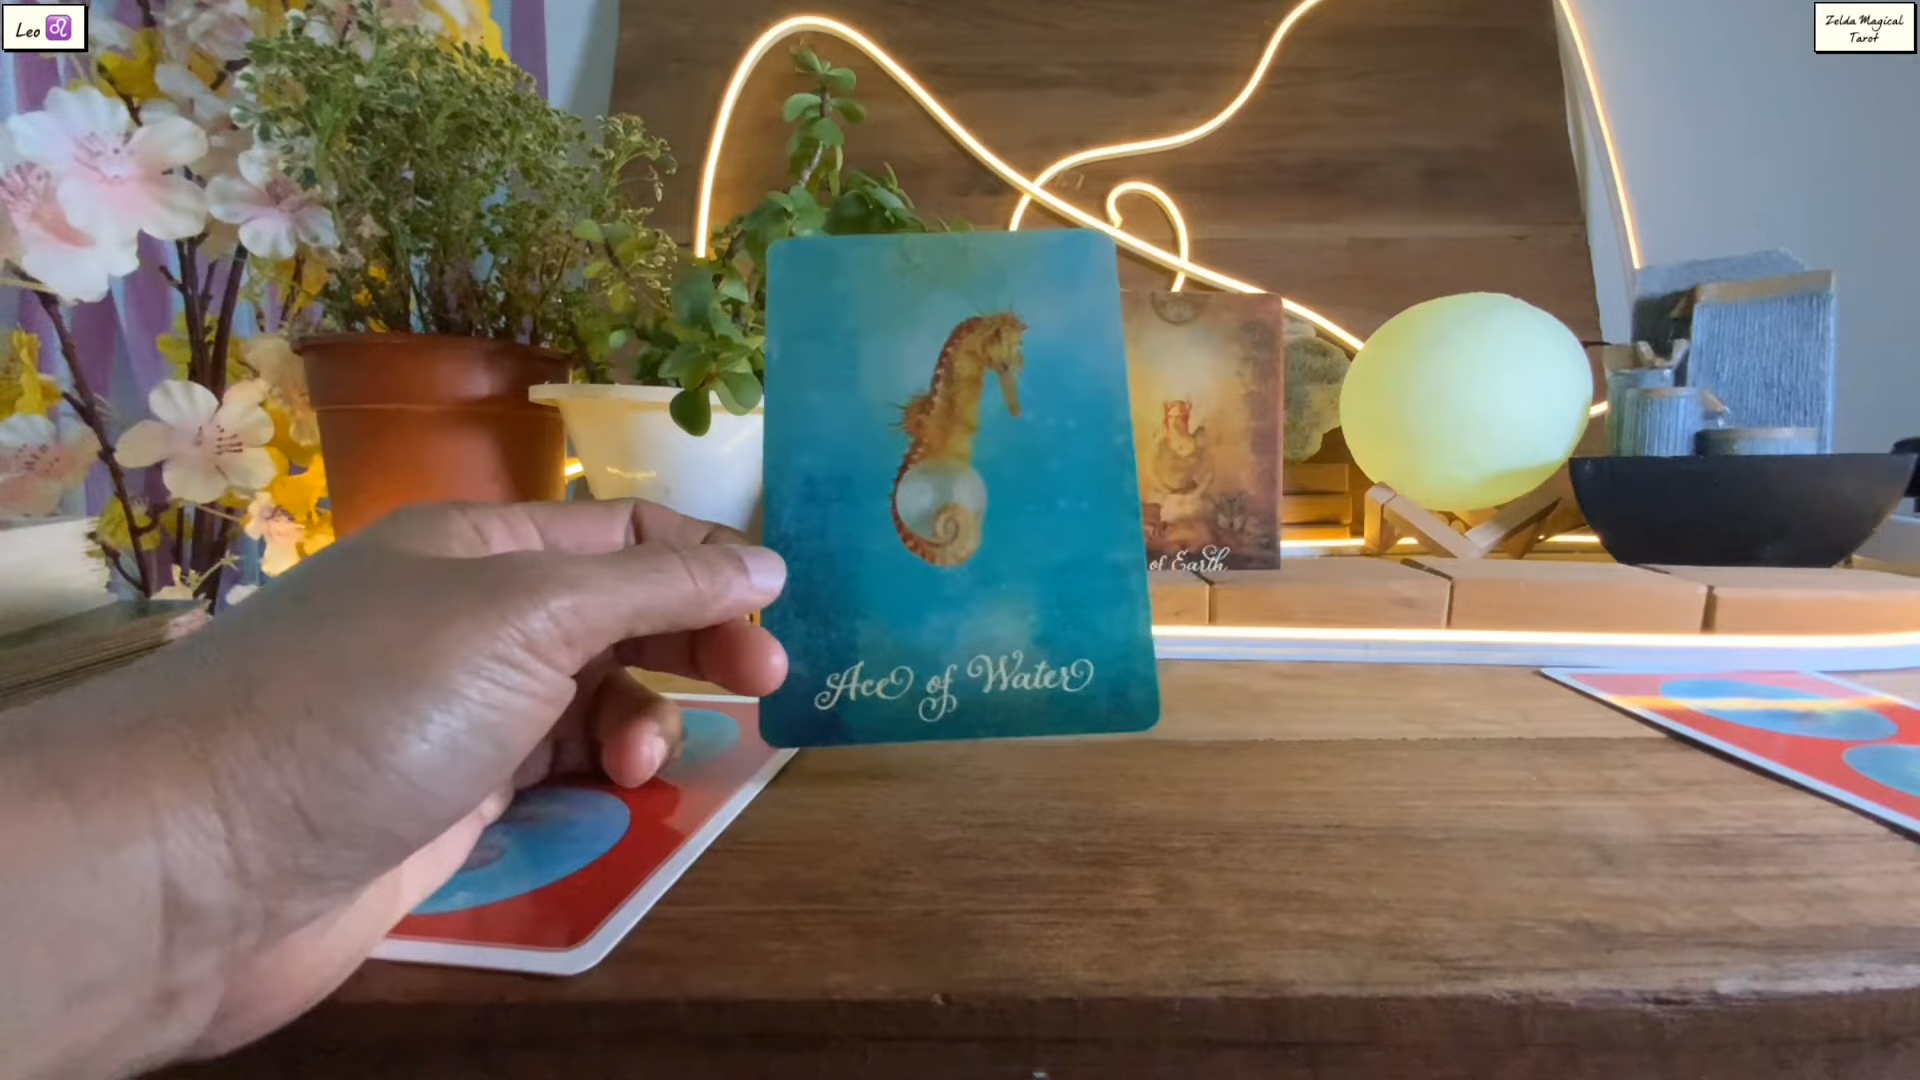 Leo ♌
Zelda Magical
Tarot
Ace of Water
of Earth